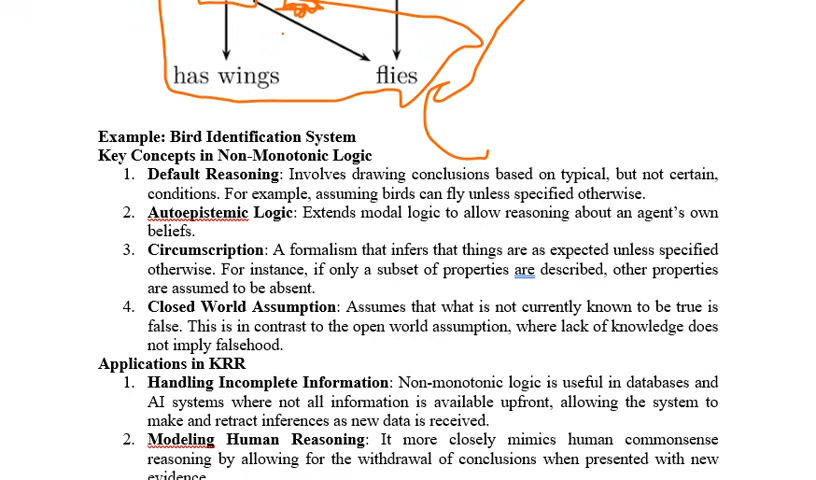 has wings
flies
Example: Bird Identification System
Key Concepts in Non-Monotonic Logic
1. Default Reasoning: Involves drawing conclusions based on typical, but not certain,
conditions. For example, assuming birds can fly unless specified otherwise.
2. Autoepistemic Logic: Extends modal logic to allow reasoning about an agent’s own
beliefs.
3. Circumscription: A formalism that infers that things are as expected unless specified
otherwise. For instance, if only a subset of properties are described, other properties
are assumed to be absent.
4. Closed World Assumption: Assumes that what is not currently known to be true is
false. This is in contrast to the open world assumption, where lack of knowledge does
not imply falsehood.
Applications in KRR
1. Handling Incomplete Information: Non-monotonic logic is useful in databases and
AI systems where not all information is available upfront, allowing the system to
make and retract inferences as new data is received.
2. Modeling Human Reasoning: It more closely mimics human commonsense
reasoning by allowing for the withdrawal of conclusions when presented with new
evidence.